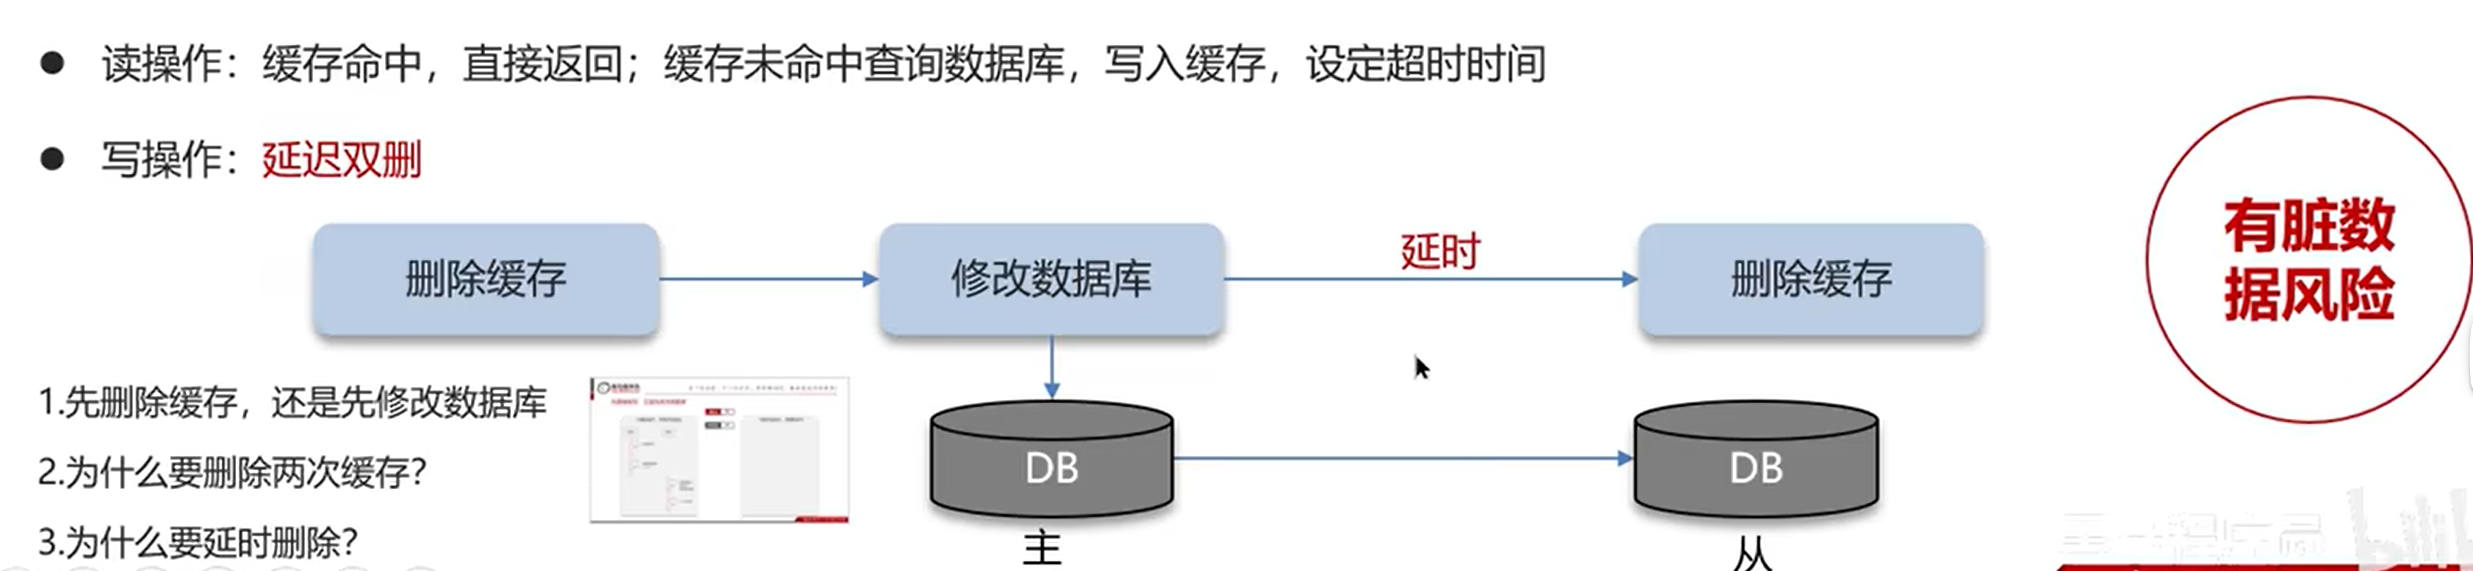 读操作：缓存命中，直接返回；缓存未命中查询数据库，写入缓存，设定超时时间
写操作：延迟双删
有脏数
据风险
延时
删除缓存
修改数据库
删除缓存
1.先删除缓存，还是先修改数据库
2.为什么要删除两次缓存？
3.为什么要延时删除？
DB
DB
主
从